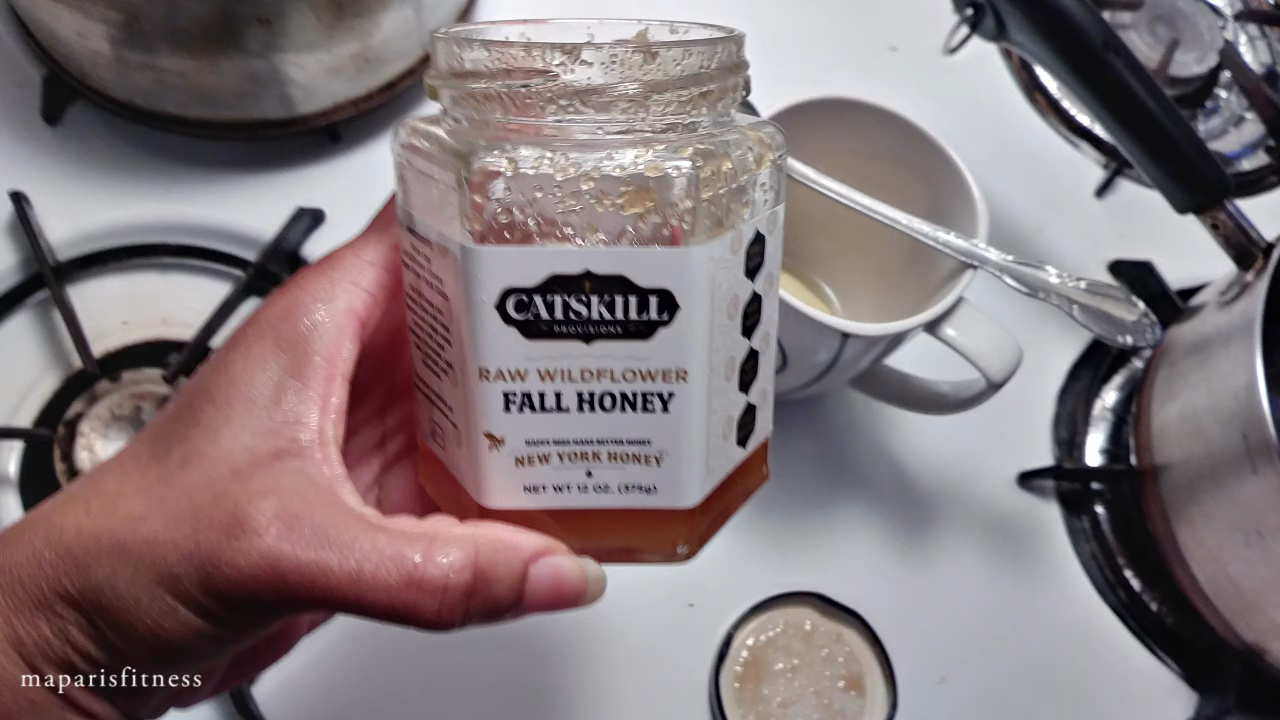 CATSKILL
PROVISIONS
RAW WILDFLOWER
FALL HONEY
HAPPY BEES MAKE BETTER HONEY
NEW YORK HONEY
NET WT 12 OZ. (375g)
maparisfitness